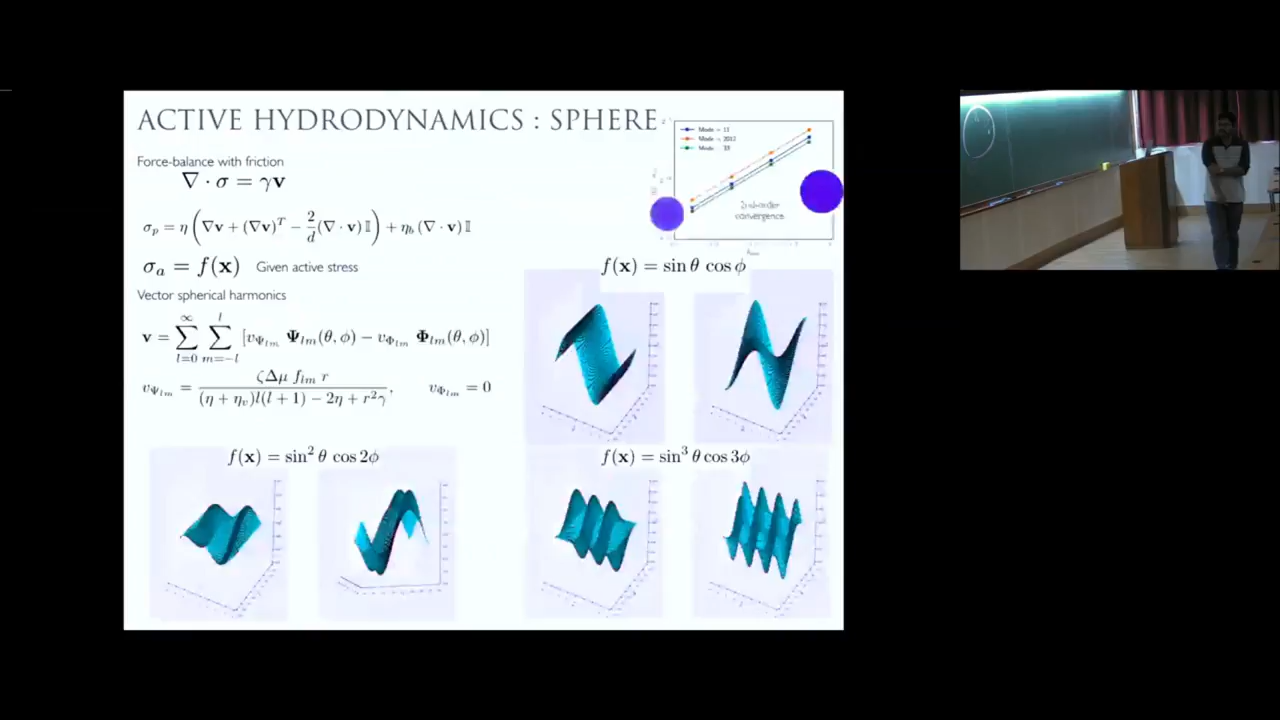 ACTIVE HYDRODYNAMICS : SPHERE
Force-balance with friction
∇ · σ = γv
σ_p = η (∇v + (∇v)^T − 2/d (∇ · v) 𝕀) + η_b (∇ · v) 𝕀
σ_a = f(x) Given active stress
Vector spherical harmonics
v = ∑_{l=0}^{∞} ∑_{m=−l}^{l} [v_{Ψ_{lm}} Ψ_{lm}(θ, φ) − v_{Φ_{lm}} Φ_{lm}(θ, φ)]
v_{Ψ_{lm}} = ζΔμ f_{lm} r / ((η + η_v)l(l + 1) − 2η + r²γ), v_{Φ_{lm}} = 0
Mode = 11
2nd-order
convergence
f(x) = sin θ cos φ
f(x) = sin² θ cos 2φ
f(x) = sin³ θ cos 3φ